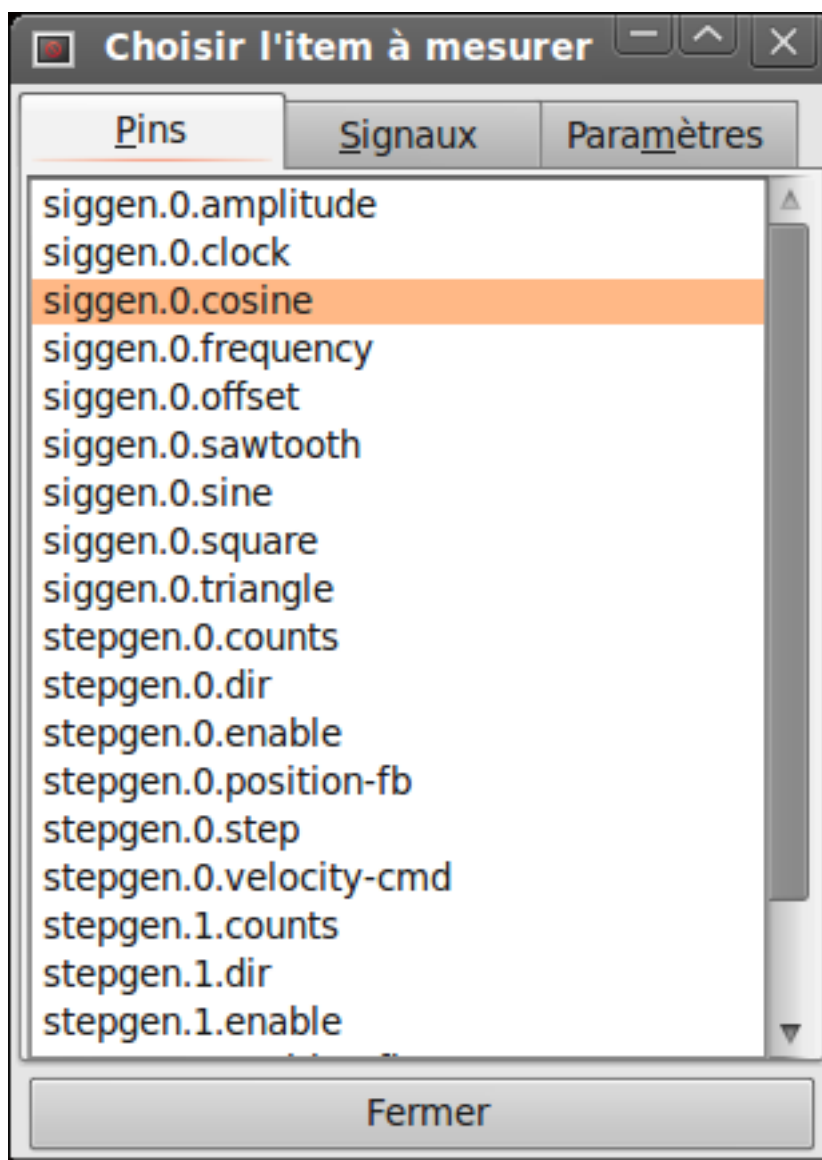 Choisir l'item à mesurer
Pins Signaux Paramètres
siggen.0.amplitude
siggen.0.clock
siggen.0.cosine
siggen.0.frequency
siggen.0.offset
siggen.0.sawtooth
siggen.0.sine
siggen.0.square
siggen.0.triangle
stepgen.0.counts
stepgen.0.dir
stepgen.0.enable
stepgen.0.position-fb
stepgen.0.step
stepgen.0.velocity-cmd
stepgen.1.counts
stepgen.1.dir
stepgen.1.enable
Fermer